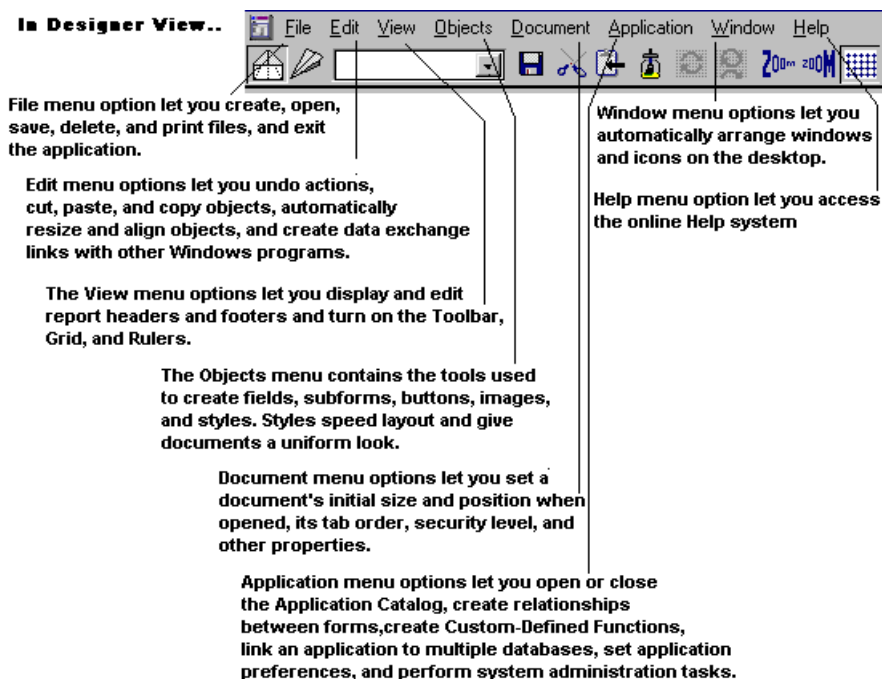 In Designer View..
File Edit View Objects Document Application Window Help
Zoom zooM
File menu option let you create, open,
save, delete, and print files, and exit
the application.
Window menu options let you
automatically arrange windows
and icons on the desktop.
Edit menu options let you undo actions,
cut, paste, and copy objects, automatically
resize and align objects, and create data exchange
links with other Windows programs.
Help menu option let you access
the online Help system
The View menu options let you display and edit
report headers and footers and turn on the Toolbar,
Grid, and Rulers.
The Objects menu contains the tools used
to create fields, subforms, buttons, images,
and styles. Styles speed layout and give
documents a uniform look.
Document menu options let you set a
document's initial size and position when
opened, its tab order, security level, and
other properties.
Application menu options let you open or close
the Application Catalog, create relationships
between forms,create Custom-Defined Functions,
link an application to multiple databases, set application
preferences, and perform system administration tasks.